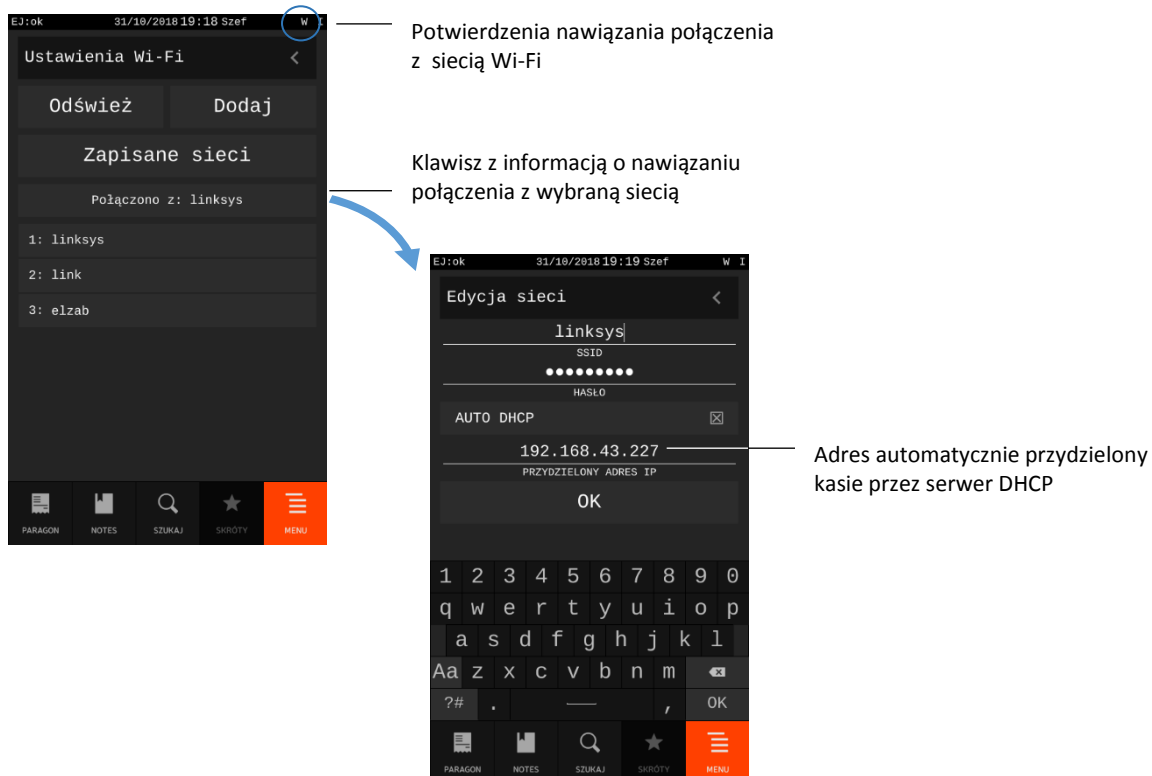 EJ:ok 31/10/2018 19:18 Szef W I
Ustawienia Wi-Fi <
Odśwież Dodaj
Zapisane sieci
Połączono z: linksys
1: linksys
2: link
3: elzab
PARAGON NOTES SZUKAJ SKRÓTY MENU
Potwierdzenia nawiązania połączenia
z siecią Wi-Fi
Klawisz z informacją o nawiązaniu
połączenia z wybraną siecią
EJ:ok 31/10/2018 19:19 Szef W I
Edycja sieci <
linksys
SSID
●●●●●●●●●
HASŁO
AUTO DHCP ☒
192.168.43.227
PRZYDZIELONY ADRES IP
OK
1 2 3 4 5 6 7 8 9 0
q w e r t y u i o p
a s d f g h j k l
Aa z x c v b n m
?# . , OK
PARAGON NOTES SZUKAJ SKRÓTY MENU
Adres automatycznie przydzielony
kasie przez serwer DHCP